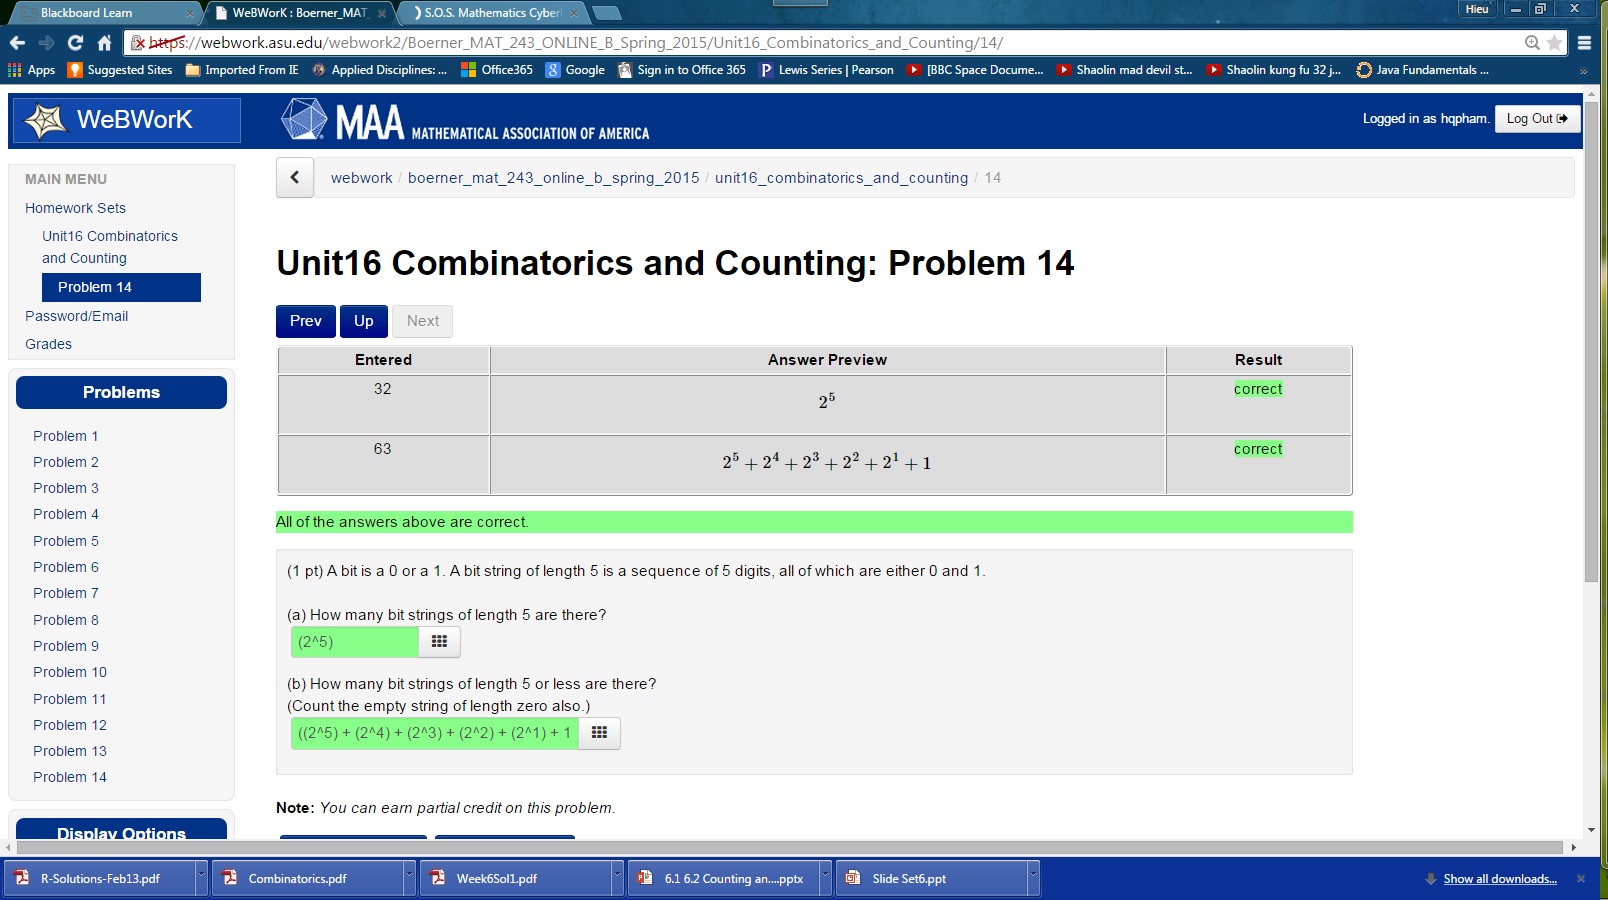 Blackboard Learn
WeBWorK : Boerner_MAT_
S.O.S. Mathematics Cyber
Hieu
https://webwork.asu.edu/webwork2/Boerner_MAT_243_ONLINE_B_Spring_2015/Unit16_Combinatorics_and_Counting/14/
Apps Suggested Sites Imported From IE Applied Disciplines: ... Office365 Google Sign in to Office 365 Lewis Series | Pearson [BBC Space Docume... Shaolin mad devil st... Shaolin kung fu 32 j... Java Fundamentals ... »
WeBWorK
MAA MATHEMATICAL ASSOCIATION OF AMERICA
Logged in as hqpham. Log Out
MAIN MENU
Homework Sets
Unit16 Combinatorics
and Counting
Problem 14
Password/Email
Grades
Problems
Problem 1
Problem 2
Problem 3
Problem 4
Problem 5
Problem 6
Problem 7
Problem 8
Problem 9
Problem 10
Problem 11
Problem 12
Problem 13
Problem 14
Display Options
webwork / boerner_mat_243_online_b_spring_2015 / unit16_combinatorics_and_counting / 14
Unit16 Combinatorics and Counting: Problem 14
Prev Up Next
Entered Answer Preview Result
32 2^5 correct
63 2^5 + 2^4 + 2^3 + 2^2 + 2^1 + 1 correct
All of the answers above are correct.
(1 pt) A bit is a 0 or a 1. A bit string of length 5 is a sequence of 5 digits, all of which are either 0 and 1.
(a) How many bit strings of length 5 are there?
(2^5)
(b) How many bit strings of length 5 or less are there?
(Count the empty string of length zero also.)
((2^5) + (2^4) + (2^3) + (2^2) + (2^1) + 1
Note: You can earn partial credit on this problem.
R-Solutions-Feb13.pdf Combinatorics.pdf Week6Sol1.pdf 6.1 6.2 Counting an....pptx Slide Set6.ppt Show all downloads...